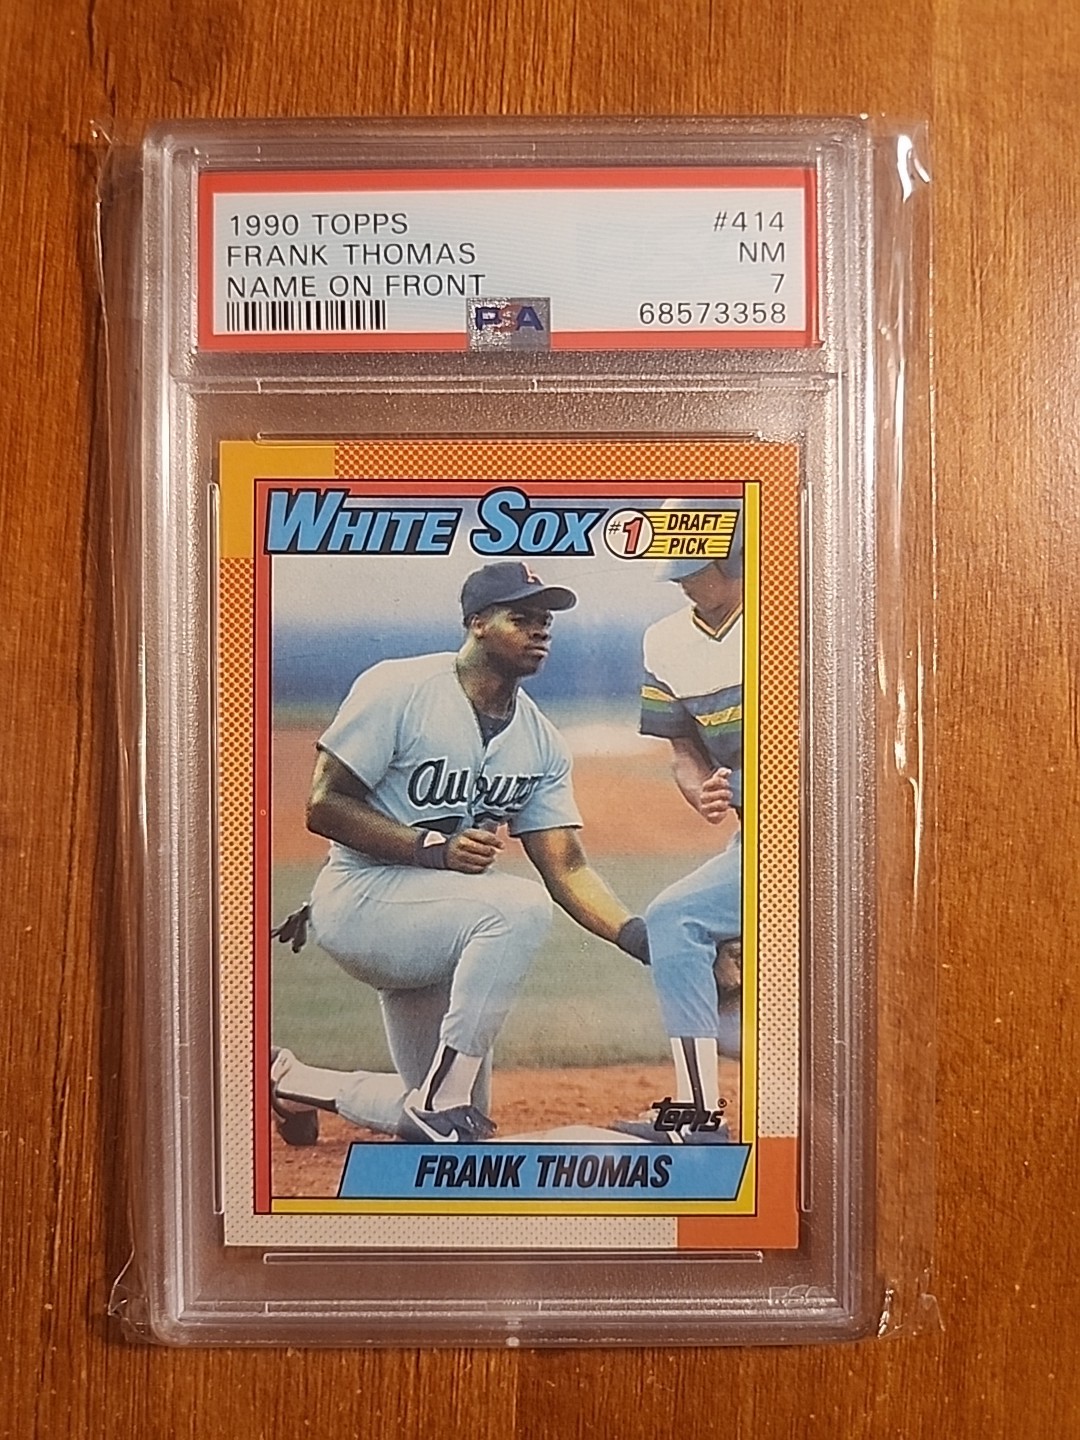 1990 TOPPS #414
FRANK THOMAS NM
NAME ON FRONT 7
PSA 68573358
WHITE SOX #1 DRAFT PICK
A
Auburn
TOPPS®
FRANK THOMAS